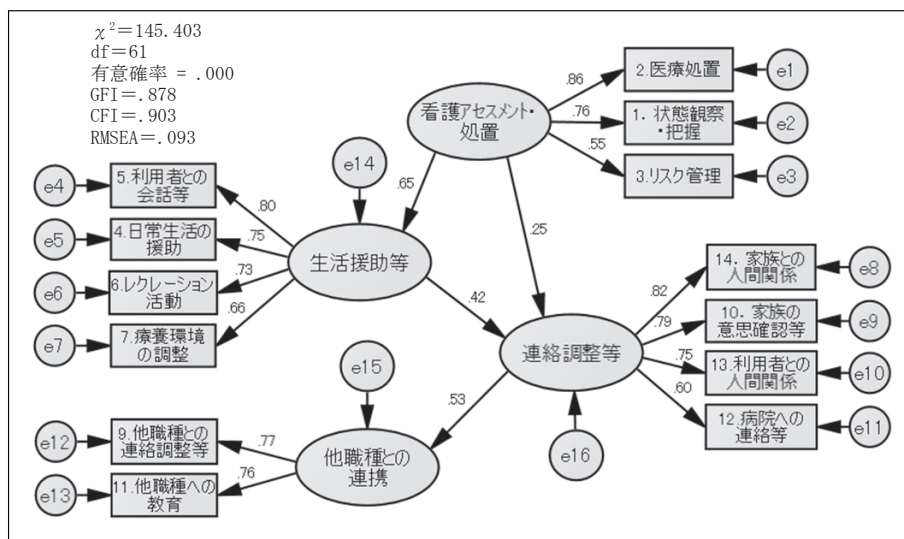 χ²=145.403
df=61
有意確率 = .000
GFI=.878
CFI=.903
RMSEA=.093
看護アセスメント・
処置
.86
.76
.55
2.医療処置
e1
1. 状態観察
・把握
e2
3.リスク管理
e3
e14
.65
.25
e4
5.利用者との
会話等
.80
e5
4.日常生活の
援助
.75
e6
6.レクレーション
活動
.73
e7
7.療養環境
の調整
.66
生活援助等
.42
連絡調整等
.82
14. 家族との
人間関係
e8
.79
10. 家族の
意思確認等
e9
.75
13.利用者との
人間関係
e10
.60
12.病院への
連絡等
e11
e15
.53
e16
e12
9.他職種との
連絡調整等
.77
e13
11.他職種への
教育
.76
他職種との
連携